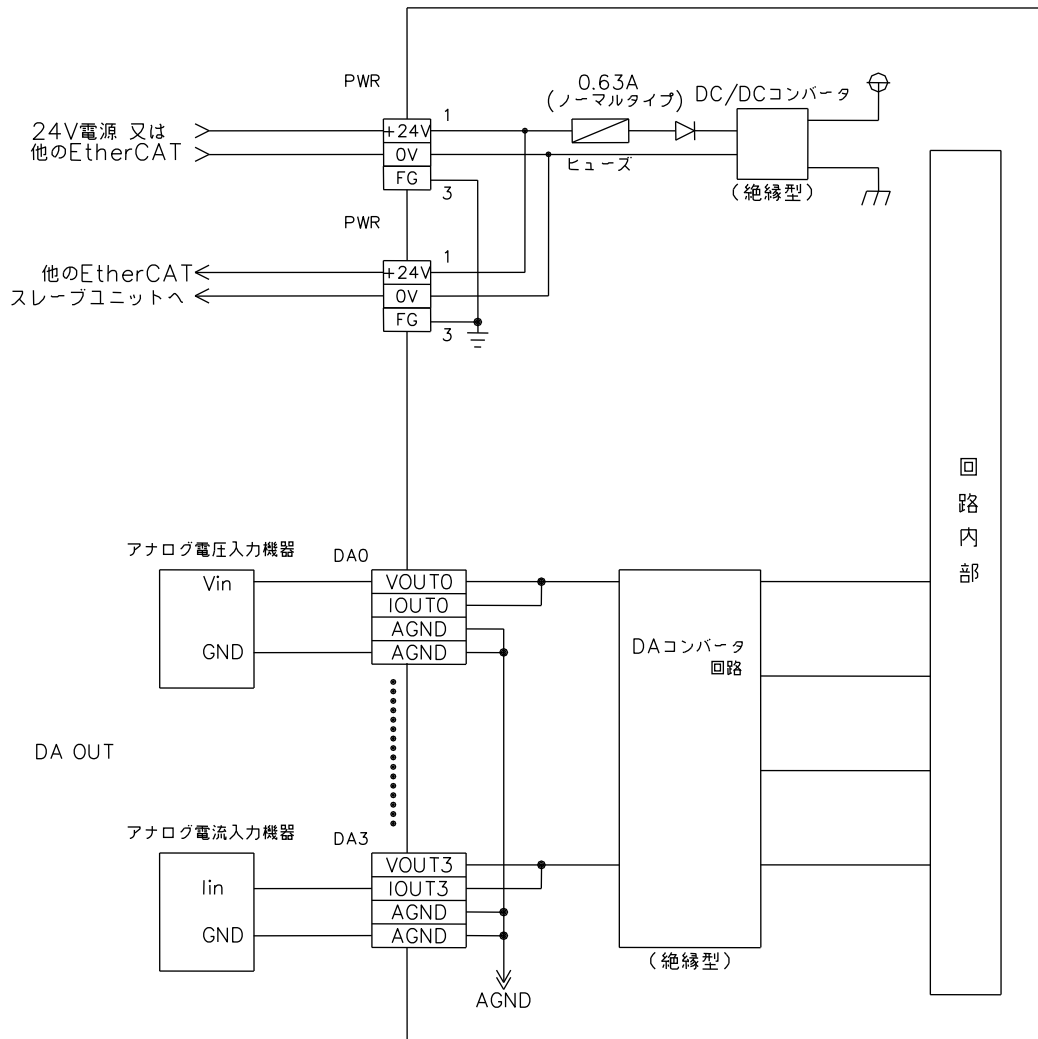 PWR
24V電源 又は
他のEtherCAT
1
+24V
0V
FG
3
0.63A
(ノーマルタイプ)
ヒューズ
DC/DCコンバータ
(絶縁型)
PWR
他のEtherCAT
スレーブユニットへ
1
+24V
0V
FG
3
回路内部
アナログ電圧入力機器
Vin
GND
DA0
VOUT0
IOUT0
AGND
AGND
DAコンバータ
回路
DA OUT
アナログ電流入力機器
Iin
GND
DA3
VOUT3
IOUT3
AGND
AGND
(絶縁型)
AGND